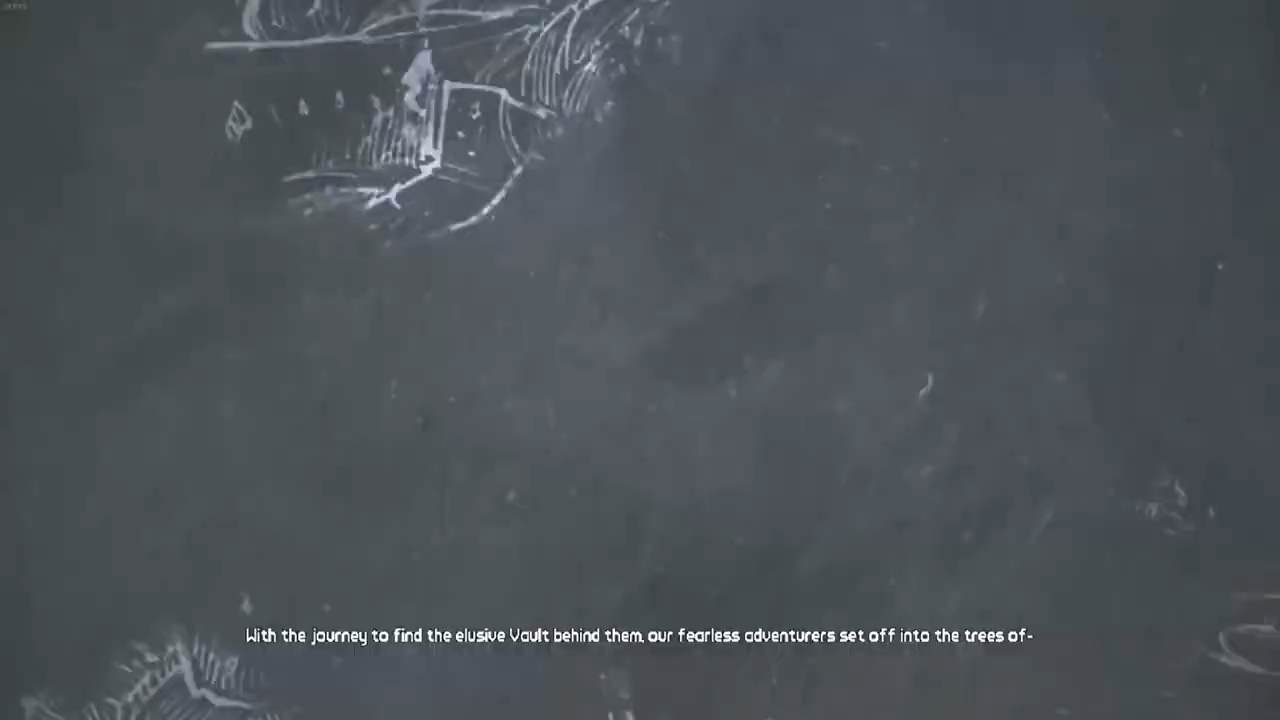 With the journey to find the elusive Vault behind them, our fearless adventurers set off into the trees of-